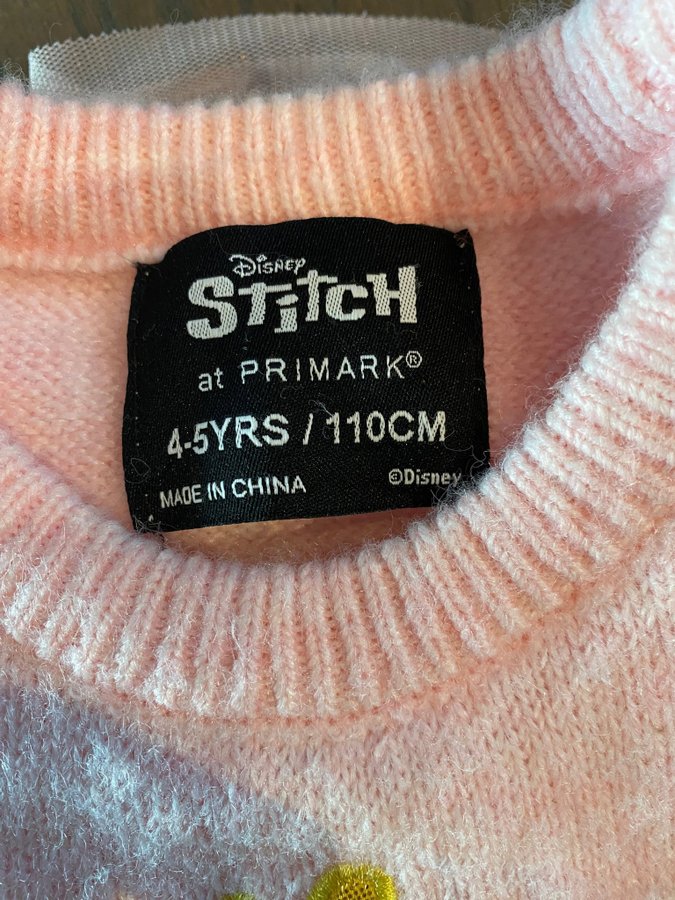 Disney
Stitch
at PRIMARK®
4-5YRS / 110CM
MADE IN CHINA
©Disney